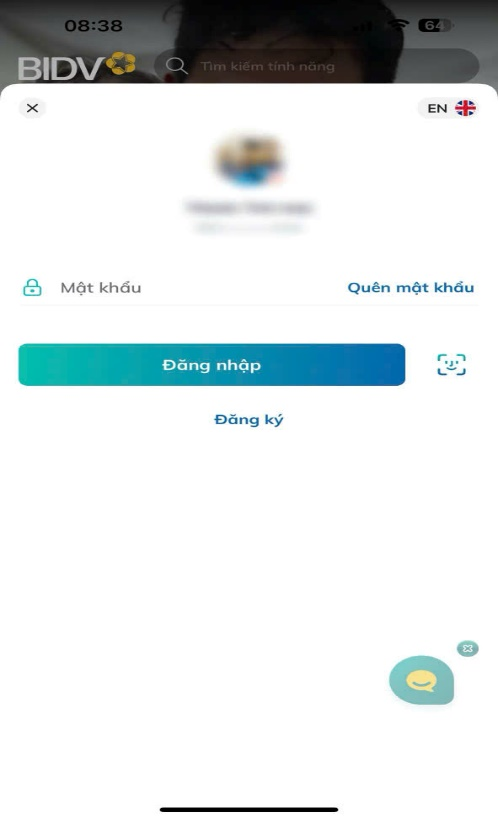 08:38
64
BIDV
Tìm kiếm tính năng
EN
Mật khẩu
Quên mật khẩu
Đăng nhập
Đăng ký